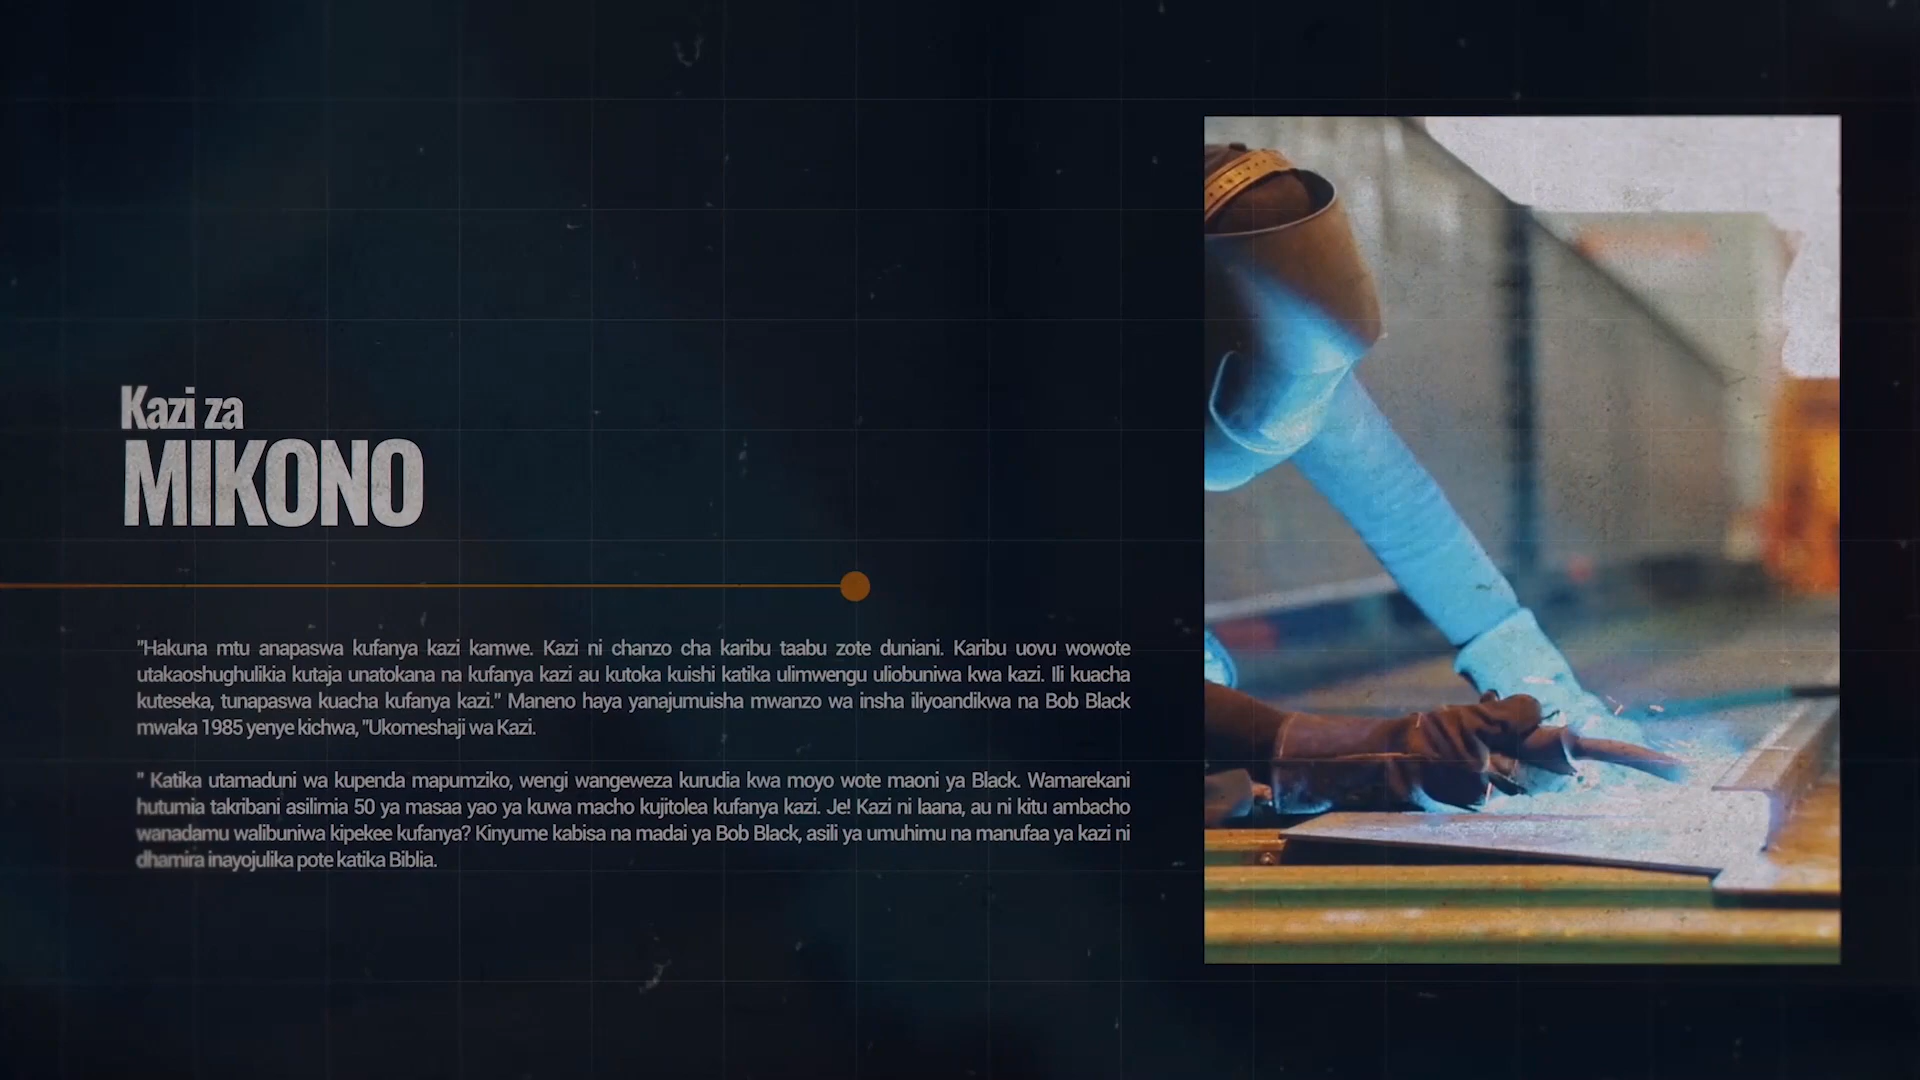 Kazi za
MIKONO
"Hakuna mtu anapaswa kufanya kazi kamwe. Kazi ni chanzo cha karibu taabu zote duniani. Karibu uovu wowote
utakaoshughulikia kutaja unatokana na kufanya kazi au kutoka kuishi katika ulimwengu uliobuniwa kwa kazi. Ili kuacha
kuteseka, tunapaswa kuacha kufanya kazi." Maneno haya yanajumuisha mwanzo wa insha iliyoandikwa na Bob Black
mwaka 1985 yenye kichwa, "Ukomeshaji wa Kazi.
" Katika utamaduni wa kupenda mapumziko, wengi wangeweza kurudia kwa moyo wote maoni ya Black. Wamarekani
hutumia takribani asilimia 50 ya masaa yao ya kuwa macho kujitolea kufanya kazi. Je! Kazi ni laana, au ni kitu ambacho
wanadamu walibuniwa kipekee kufanya? Kinyume kabisa na madai ya Bob Black, asili ya umuhimu na manufaa ya kazi ni
dhamira inayojulika pote katika Biblia.